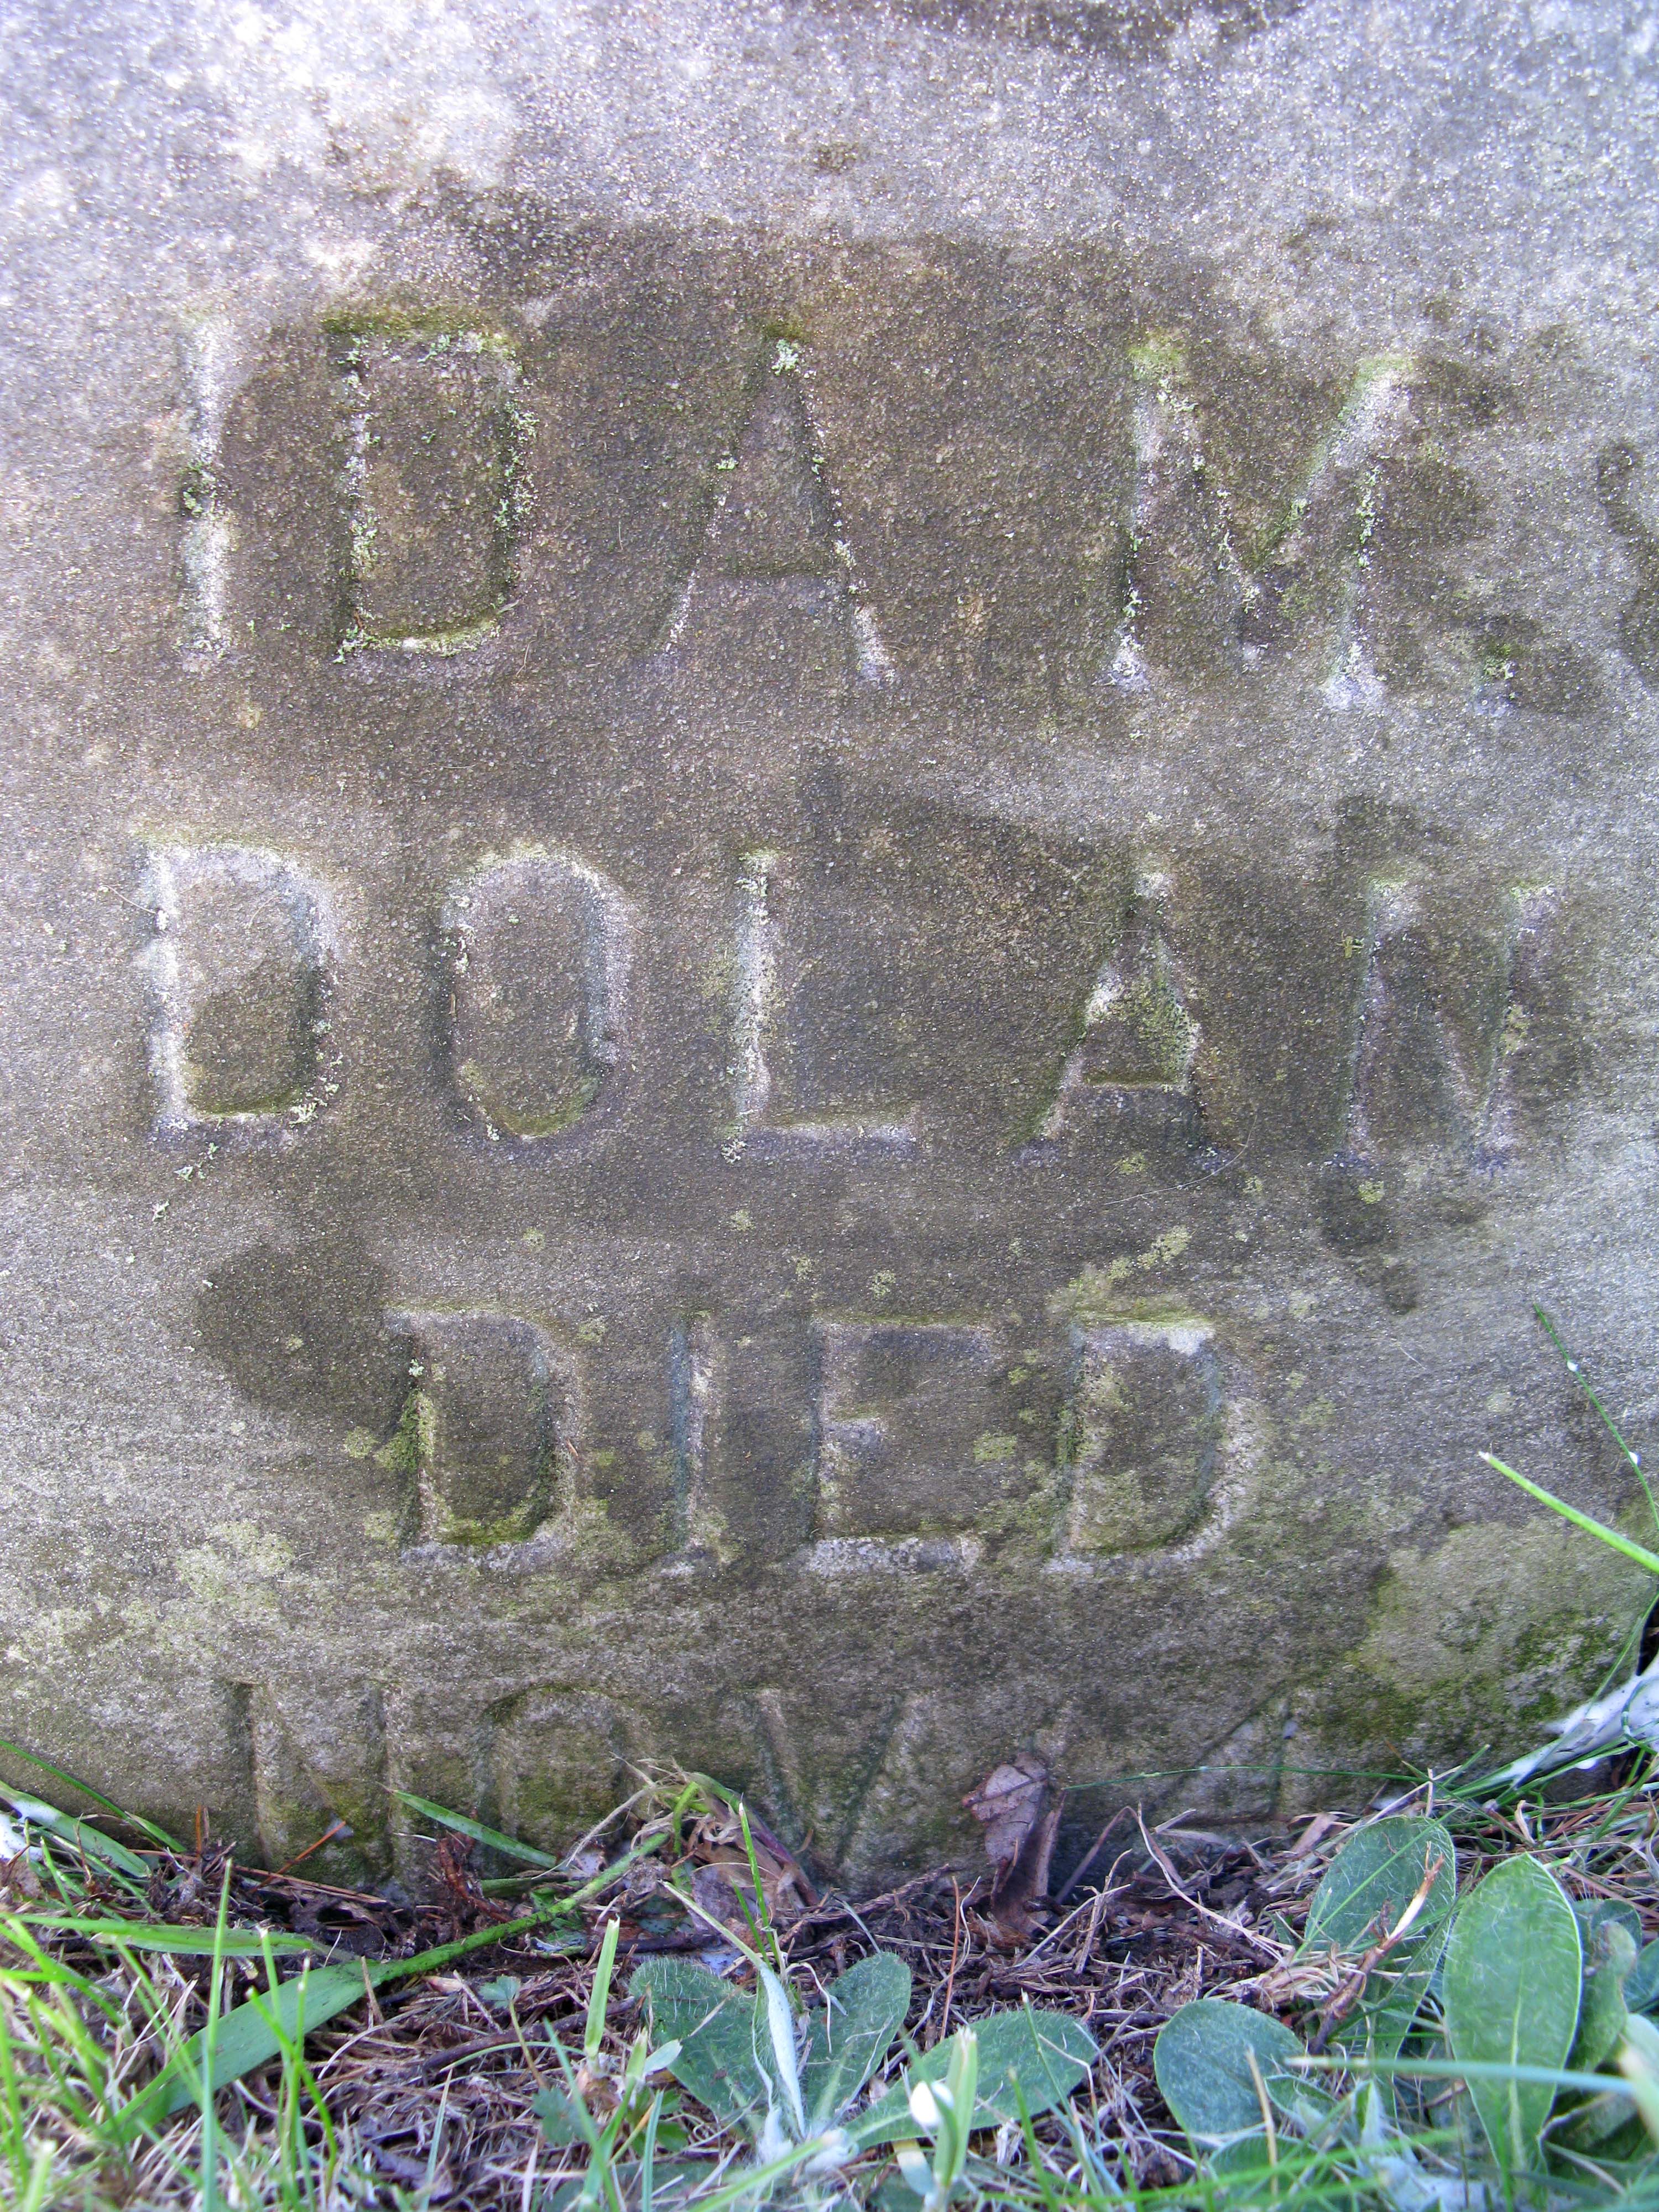 IDA M.
DOLAN
DIED
NOV.